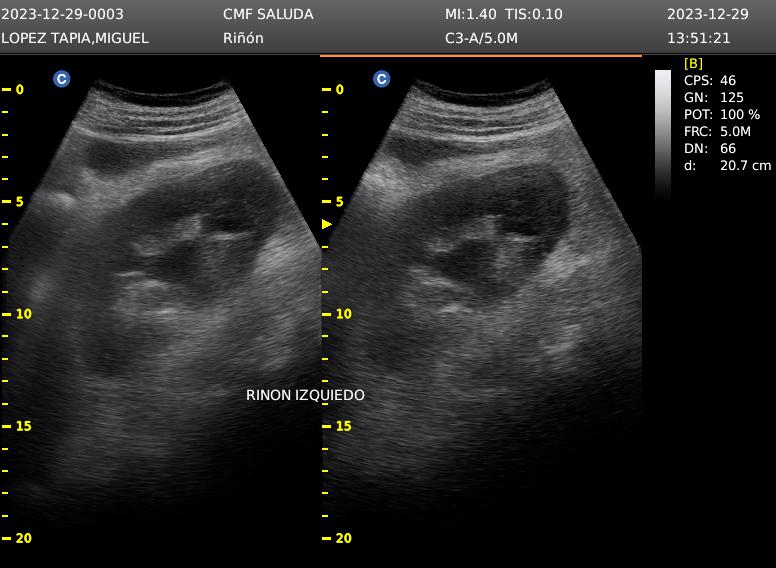 2023-12-29-0003 CMF SALUDA MI:1.40 TIS:0.10 2023-12-29
LOPEZ TAPIA,MIGUEL Riñón C3-A/5.0M 13:51:21
C C
[B]
CPS: 46
GN: 125
POT: 100 %
FRC: 5.0M
DN: 66
d: 20.7 cm
0 0
5 5
10 10
RINON IZQUIEDO
15 15
20 20